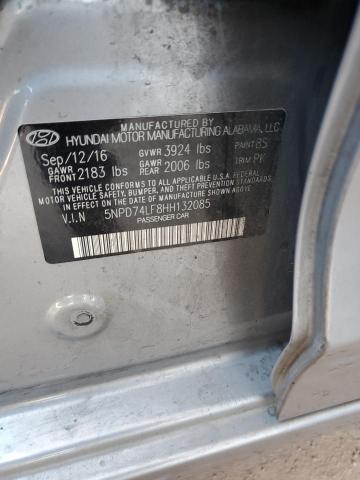 MANUFACTURED BY
HYUNDAI MOTOR MANUFACTURING ALABAMA, LLC
Sep/12/16 GVWR 3924 lbs PAINT 8S
GAWR FRONT 2183 lbs GAWR REAR 2006 lbs TRIM PK
THIS VEHICLE CONFORMS TO ALL APPLICABLE U.S. FEDERAL
MOTOR VEHICLE SAFETY, BUMPER, AND THEFT PREVENTION
STANDARDS IN EFFECT ON THE DATE OF MANUFACTURE SHOWN ABOVE.
V.I.N 5NPD74LF8HH132085
PASSENGER CAR